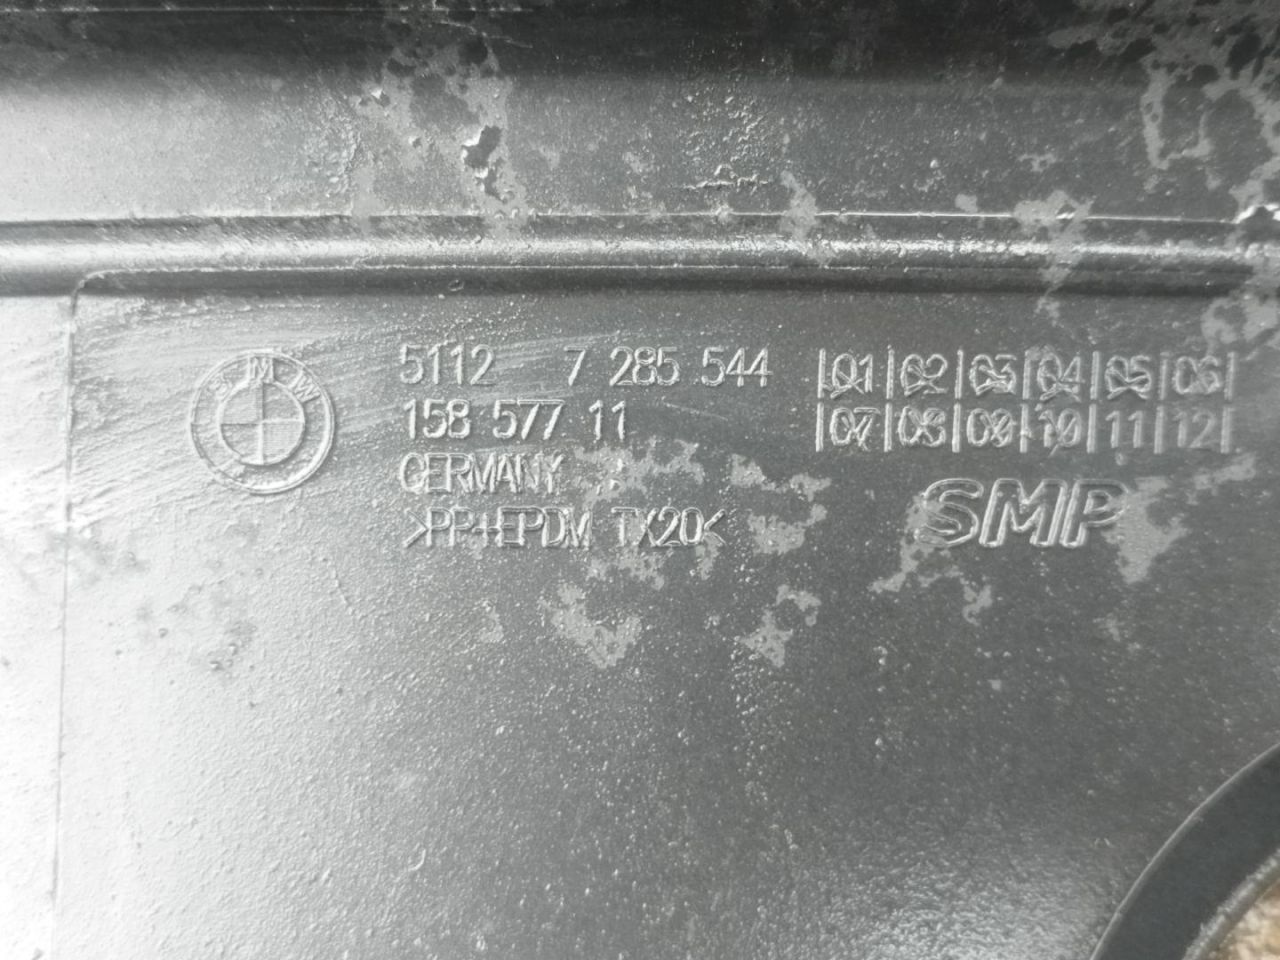 BMW
5112 7 285 544
158 577 11
GERMANY
>PP+EPDM TX20<
|01|02|03|04|05|06|
|07|08|09|10|11|12|
SMP